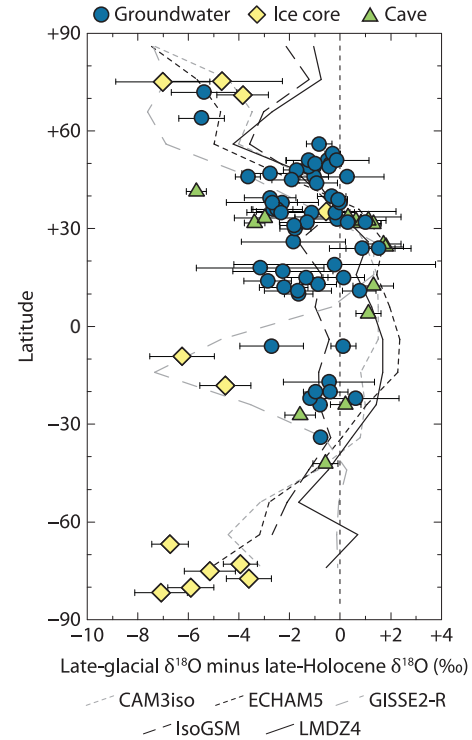 Groundwater Ice core Cave
+90
+60
+30
0
−30
−60
−90
Latitude
−10 −8 −6 −4 −2 0 +2 +4
Late-glacial δ¹⁸O minus late-Holocene δ¹⁸O (‰)
CAM3iso ECHAM5 GISSE2-R
IsoGSM LMDZ4